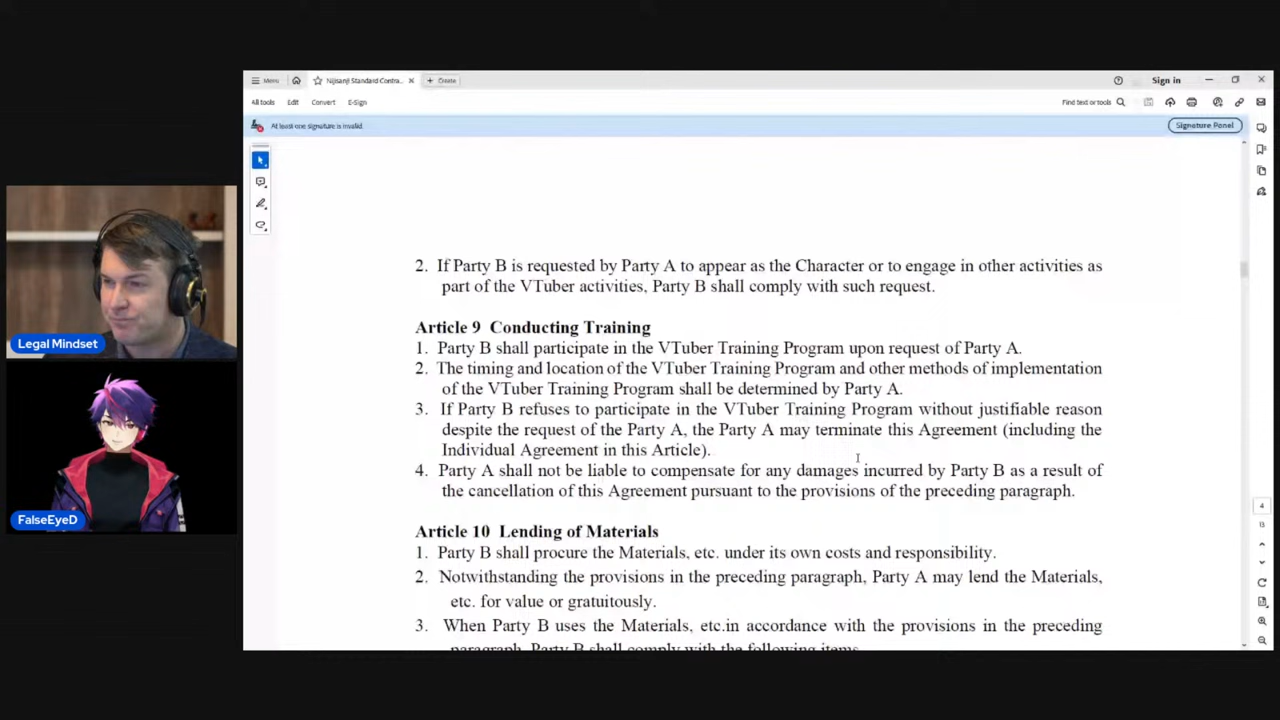 Menu
Nijisanji Standard Contra...
Create
Sign in
All tools
Edit
Convert
E-Sign
Find text or tools
At least one signature is invalid.
Signature Panel
2. If Party B is requested by Party A to appear as the Character or to engage in other activities as
part of the VTuber activities, Party B shall comply with such request.
Article 9 Conducting Training
1. Party B shall participate in the VTuber Training Program upon request of Party A.
2. The timing and location of the VTuber Training Program and other methods of implementation
of the VTuber Training Program shall be determined by Party A.
3. If Party B refuses to participate in the VTuber Training Program without justifiable reason
despite the request of the Party A, the Party A may terminate this Agreement (including the
Individual Agreement in this Article).
4. Party A shall not be liable to compensate for any damages incurred by Party B as a result of
the cancellation of this Agreement pursuant to the provisions of the preceding paragraph.
Article 10 Lending of Materials
1. Party B shall procure the Materials, etc. under its own costs and responsibility.
2. Notwithstanding the provisions in the preceding paragraph, Party A may lend the Materials,
etc. for value or gratuitously.
3. When Party B uses the Materials, etc.in accordance with the provisions in the preceding
paragraph, Party B shall comply with the following items.
4
13
Legal Mindset
FalseEyeD